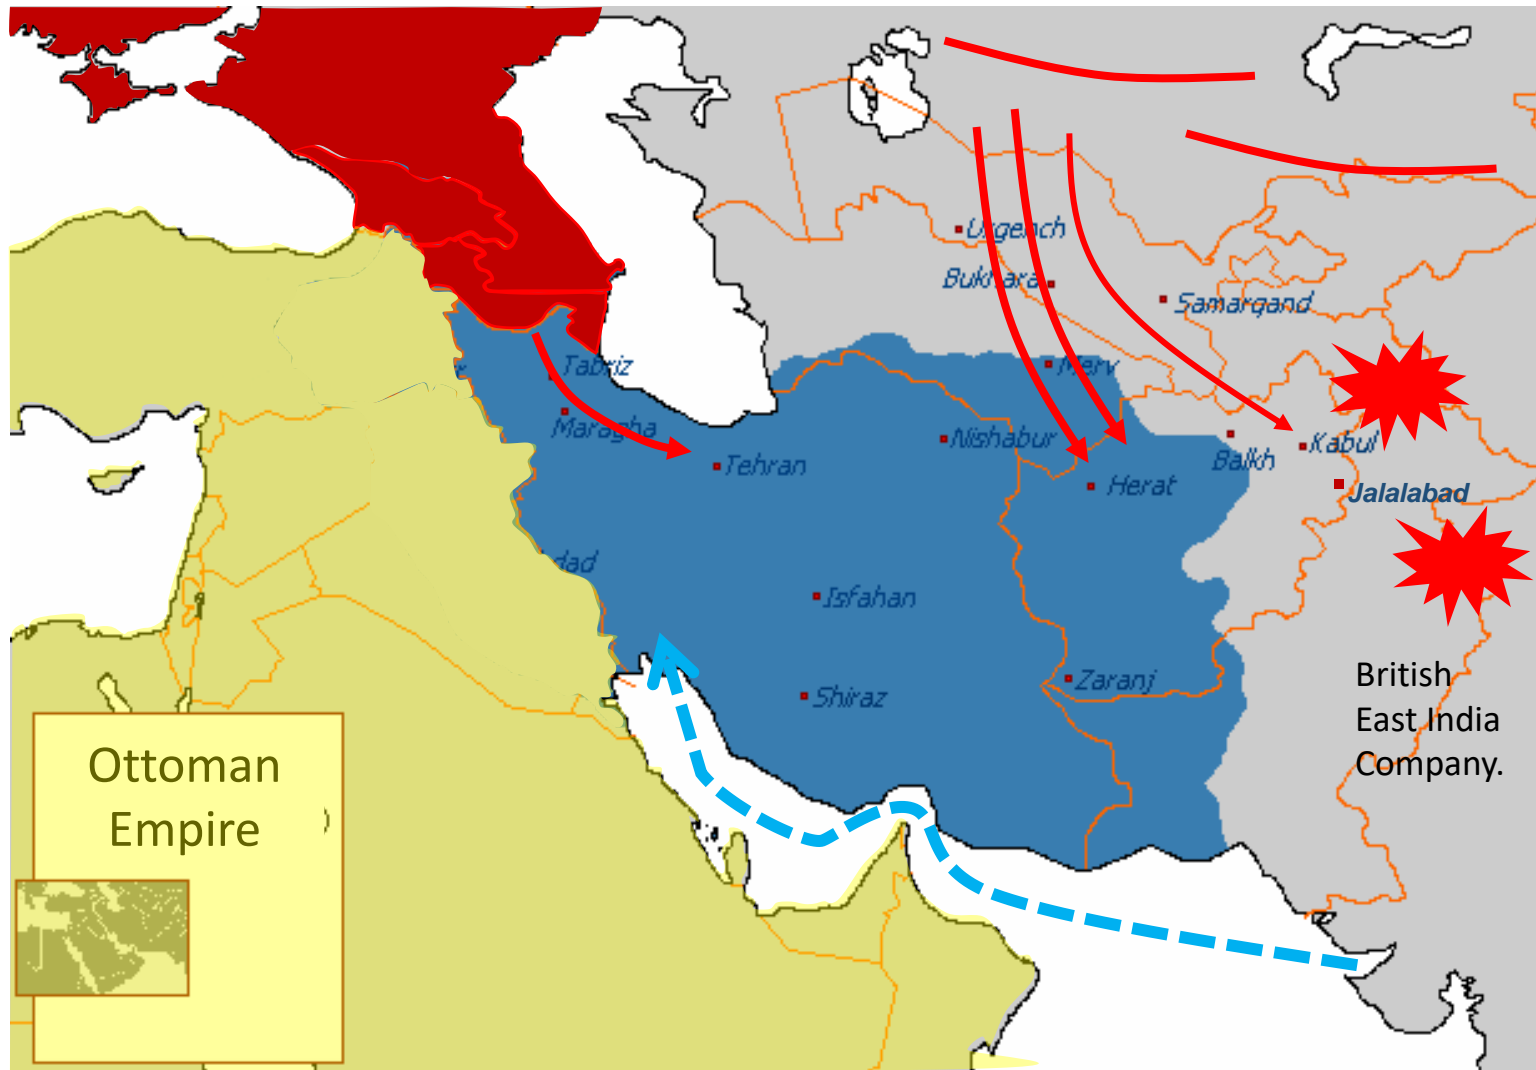 Urgench
Bukhara
Samarqand
Tabriz
Merv
Maragha
Nishabur
Kabul
Balkh
Tehran
Herat
Jalalabad
dad
Isfahan
Zaranj
Shiraz
British
East India
Company.
Ottoman
Empire